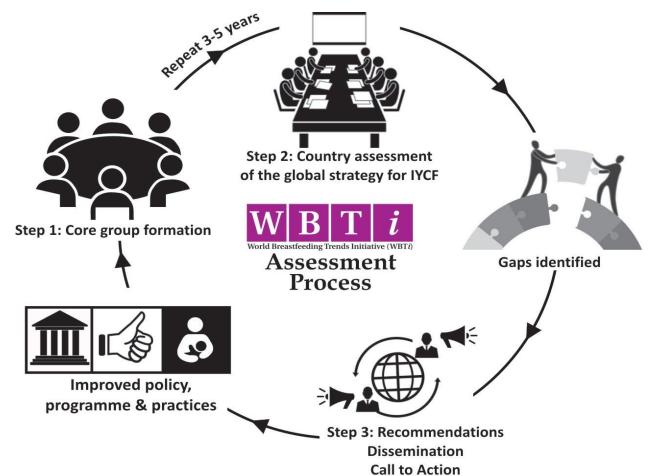 Repeat 3-5 years
Step 2: Country assessment
of the global strategy for IYCF
Step 1: Core group formation
W B T i
World Breastfeeding Trends Initiative (WBTi)
Assessment
Process
Gaps identified
Improved policy,
programme & practices
Step 3: Recommendations
Dissemination
Call to Action